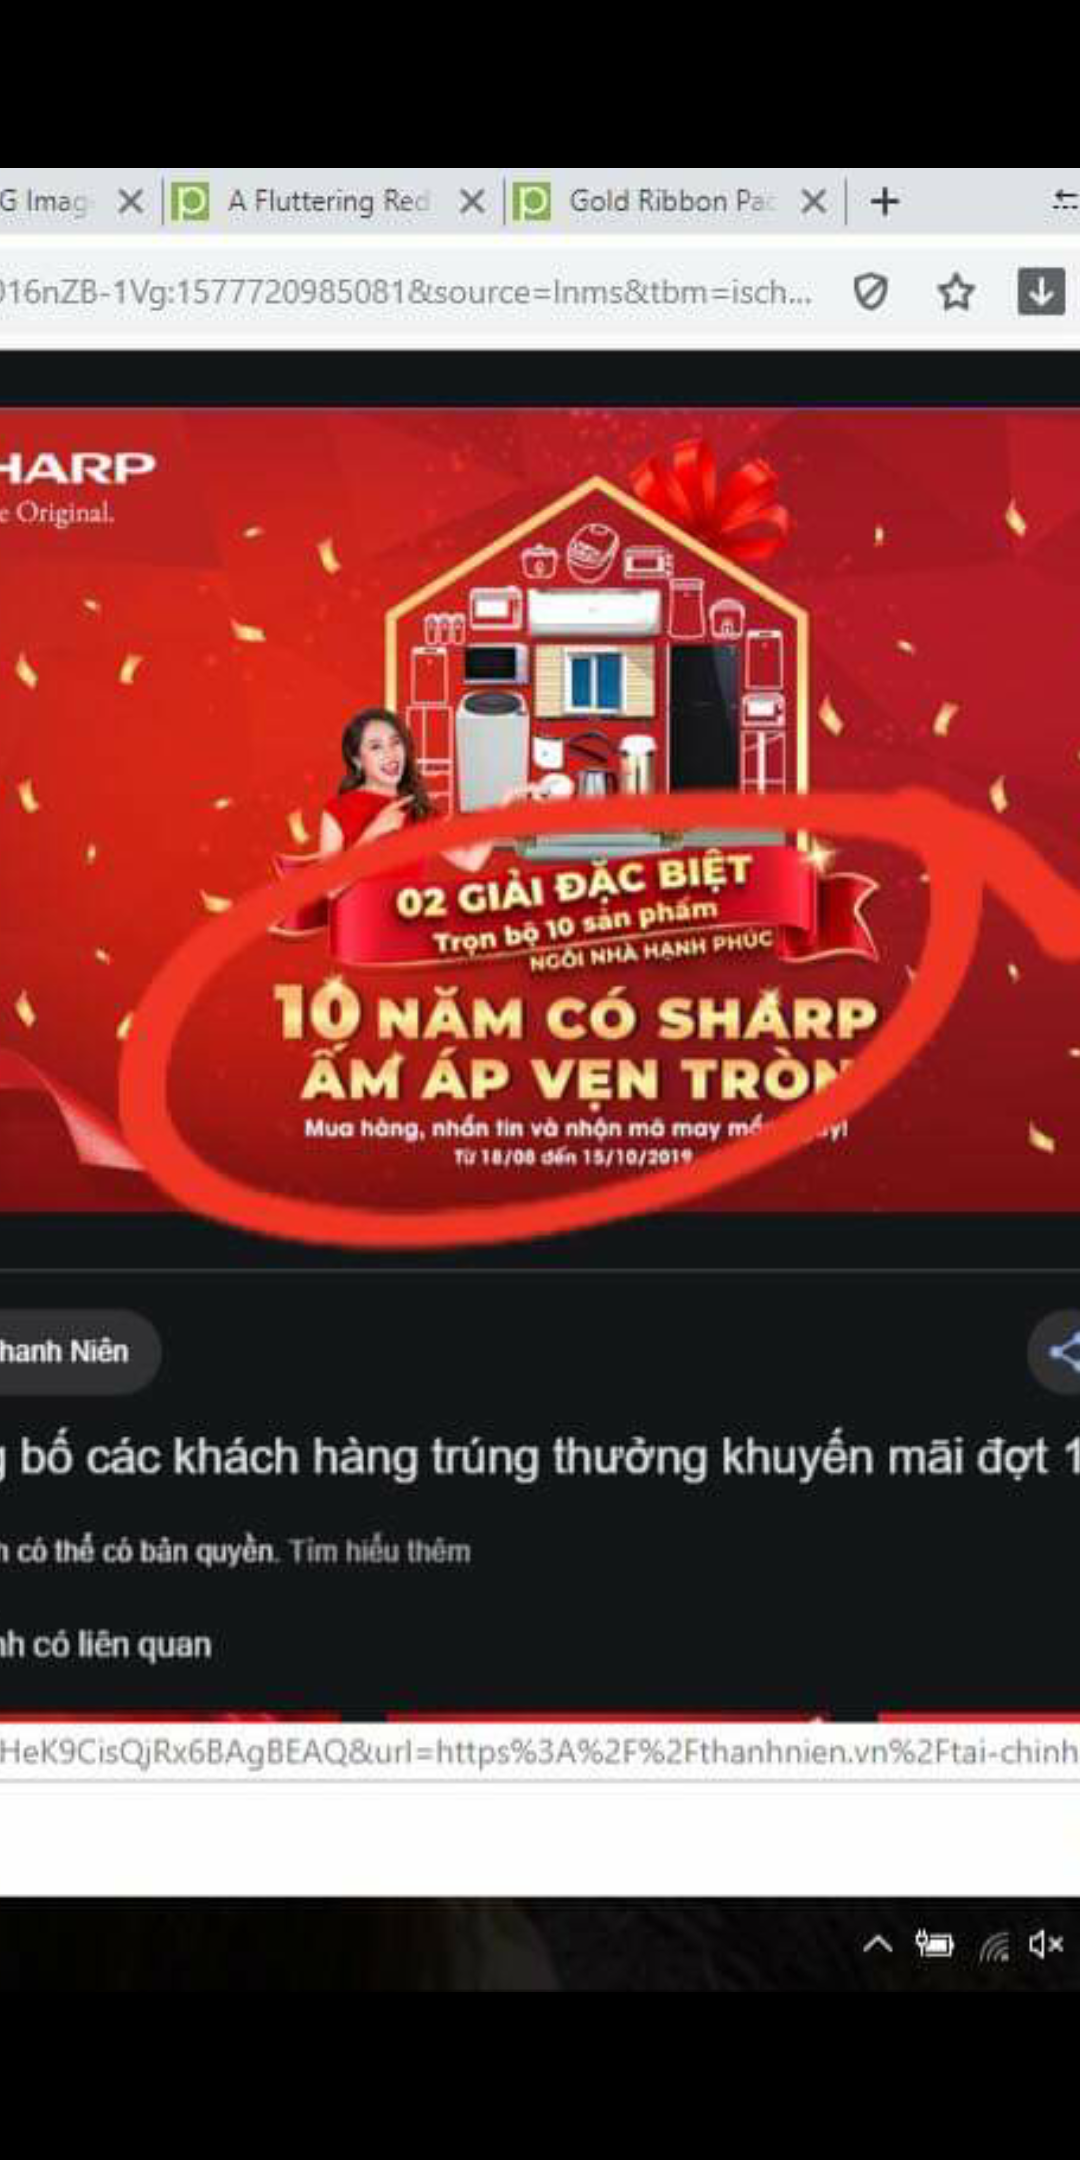 G Imag
A Fluttering Red
Gold Ribbon Pac
016nZB-1Vg:1577720985081&source=lnms&tbm=isch...
HARP
e Original.
02 GIẢI ĐẶC BIỆT
Trọn bộ 10 sản phẩm
NGÔI NHÀ HẠNH PHÚC
10 NĂM CÓ SHARP
ẤM ÁP VẸN TRÒN
Mua hàng, nhắn tin và nhận mã may
Từ 18/08 đến 15/10/2019
hanh Niên
g bố các khách hàng trúng thưởng khuyến mãi đợt 1
h có thể có bản quyền. Tìm hiểu thêm
nh có liên quan
HeK9CisQjRx6BAgBEAQ&url=https%3A%2F%2Fthanhnien.vn%2Ftai-chinh